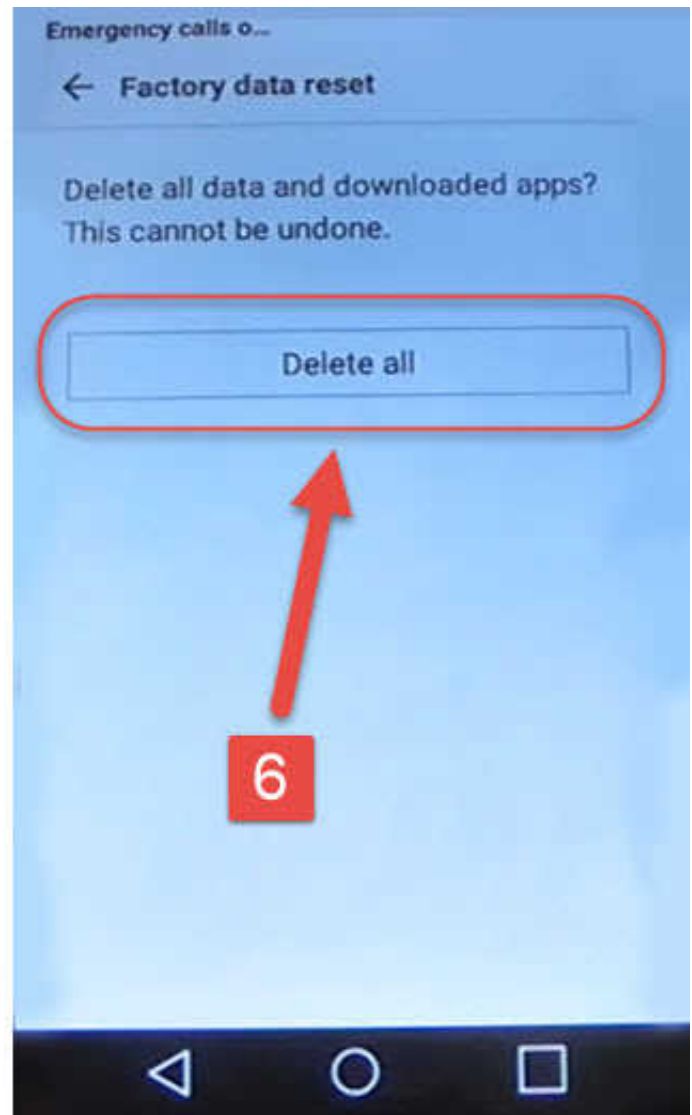 Emergency calls o...
← Factory data reset
Delete all data and downloaded apps?
This cannot be undone.
Delete all
6